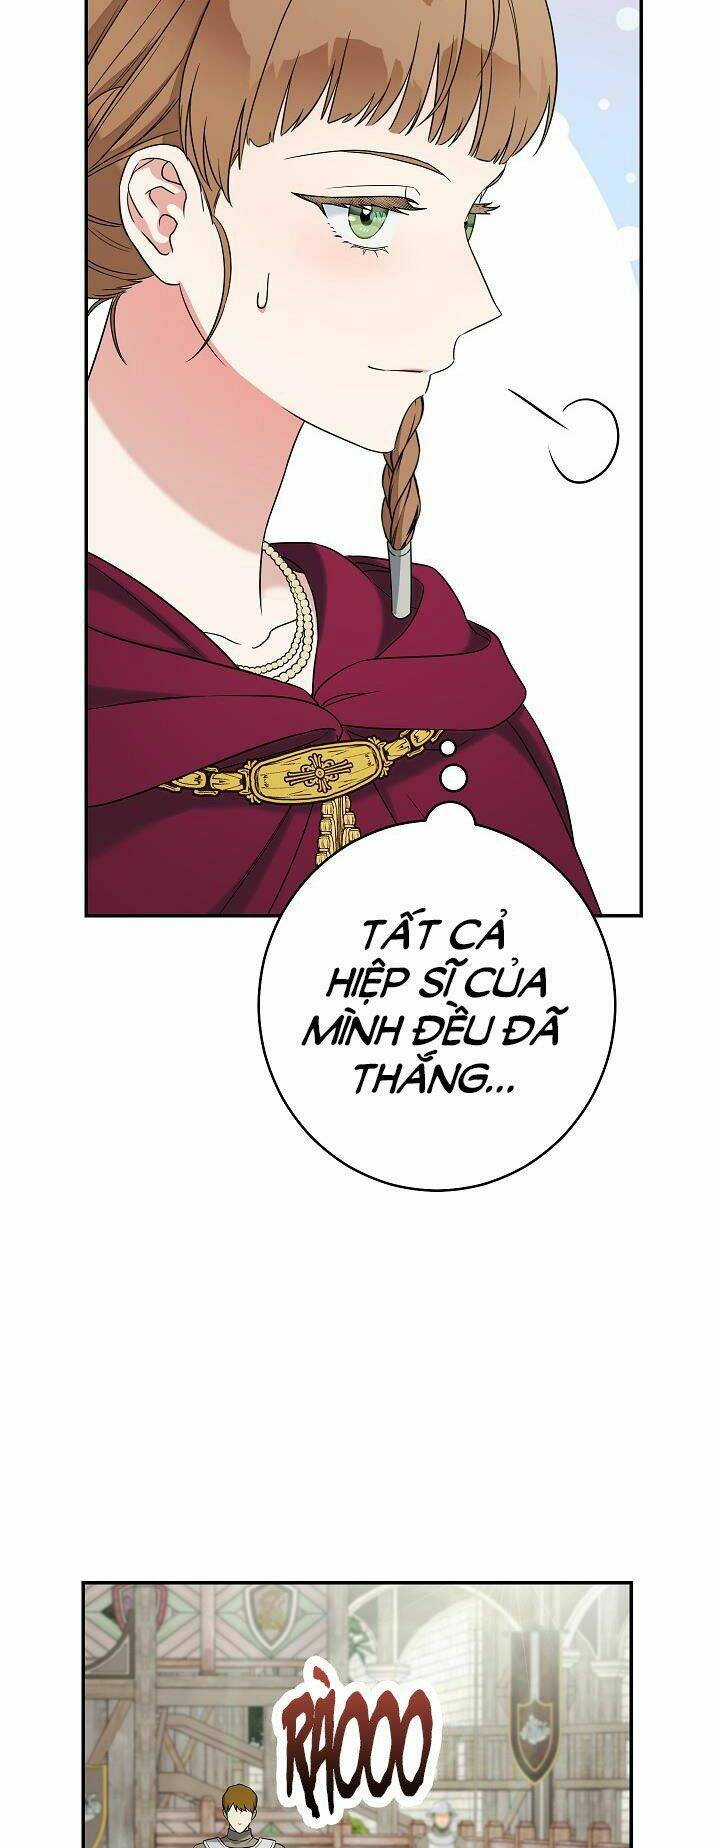 TẤT CẢ
HIỆP SĨ CỦA
MÌNH ĐỀU ĐÃ
THẮNG...
RÀOOO